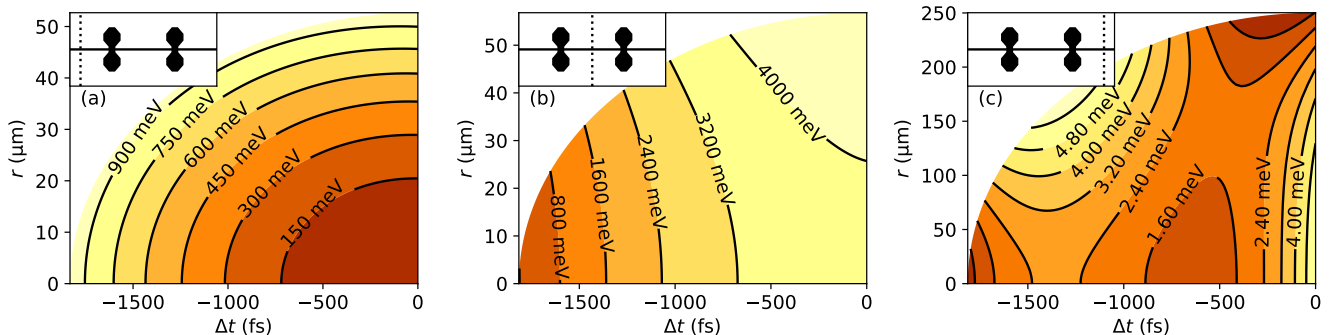 (a)
900 meV
750 meV
600 meV
450 meV
300 meV
150 meV
50
40
30
20
10
0
r (μm)
−1500
−1000
−500
0
Δt (fs)
(b)
4000 meV
3200 meV
2400 meV
1600 meV
800 meV
50
40
30
20
10
0
r (μm)
−1500
−1000
−500
0
Δt (fs)
(c)
4.80 meV
4.00 meV
3.20 meV
2.40 meV
1.60 meV
2.40 meV
4.00 meV
250
200
150
100
50
0
r (μm)
−1500
−1000
−500
0
Δt (fs)